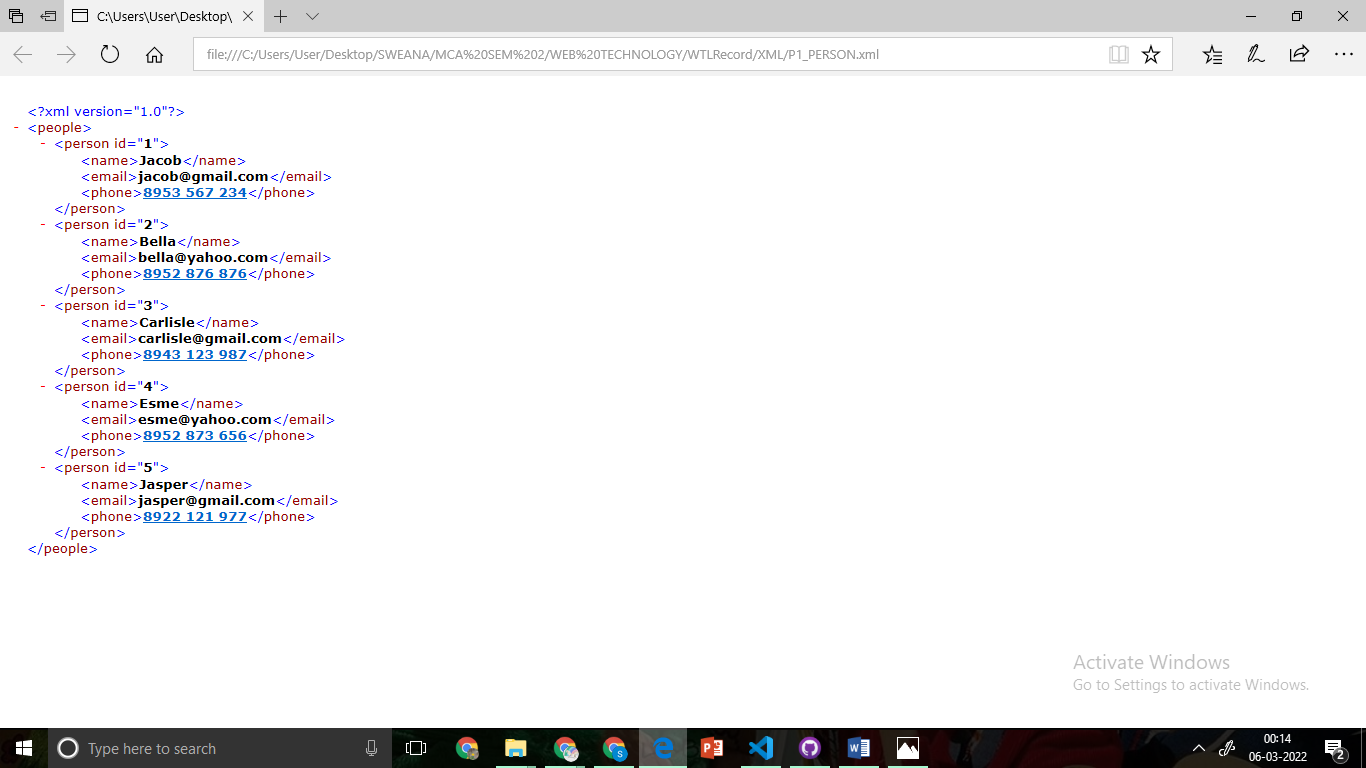 C:\Users\User\Desktop\
file:///C:/Users/User/Desktop/SWEANA/MCA%20SEM%202/WEB%20TECHNOLOGY/WTLRecord/XML/P1_PERSON.xml
<?xml version="1.0"?>
- <people>
- <person id="1">
<name>Jacob</name>
<email>jacob@gmail.com</email>
<phone>8953 567 234</phone>
</person>
- <person id="2">
<name>Bella</name>
<email>bella@yahoo.com</email>
<phone>8952 876 876</phone>
</person>
- <person id="3">
<name>Carlisle</name>
<email>carlisle@gmail.com</email>
<phone>8943 123 987</phone>
</person>
- <person id="4">
<name>Esme</name>
<email>esme@yahoo.com</email>
<phone>8952 873 656</phone>
</person>
- <person id="5">
<name>Jasper</name>
<email>jasper@gmail.com</email>
<phone>8922 121 977</phone>
</person>
</people>
Activate Windows
Go to Settings to activate Windows.
Type here to search
00:14
06-03-2022
2